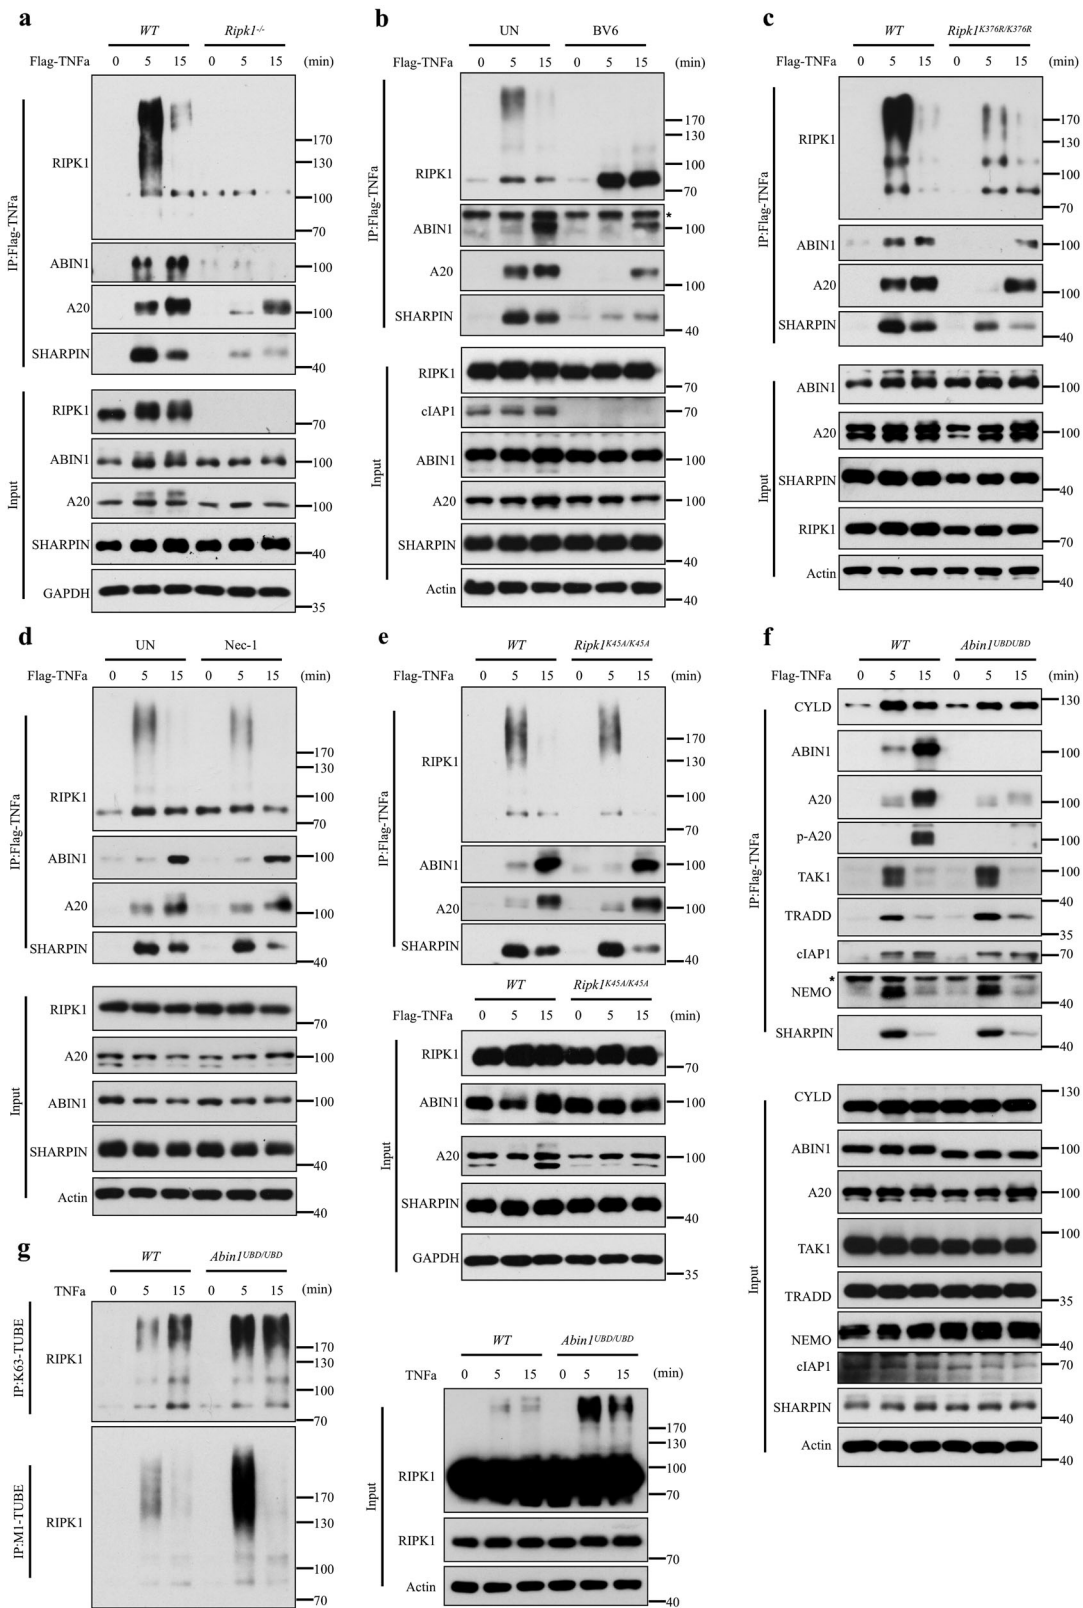 a
WT Ripk1-/-
Flag-TNFa 0 5 15 0 5 15 (min)
IP:Flag-TNFa
RIPK1
170
130
100
70
ABIN1 100
A20 100
SHARPIN 40
Input
RIPK1 70
ABIN1 100
A20 100
SHARPIN 40
GAPDH 35
b
UN BV6
Flag-TNFa 0 5 15 0 5 15 (min)
IP:Flag-TNFa
170
130
100
RIPK1
70
*
ABIN1 100
A20 100
SHARPIN 40
Input
RIPK1 70
cIAP1 70
ABIN1 100
A20 100
SHARPIN 40
Actin 40
c
WT Ripk1K376R/K376R
Flag-TNFa 0 5 15 0 5 15 (min)
IP:Flag-TNFa
170
RIPK1
130
100
70
ABIN1 100
A20 100
SHARPIN 40
Input
ABIN1 100
A20 100
SHARPIN 40
RIPK1 70
Actin 40
d
UN Nec-1
Flag-TNFa 0 5 15 0 5 15 (min)
IP:Flag-TNFa
170
130
RIPK1 100
70
ABIN1 100
A20 100
SHARPIN 40
Input
RIPK1 70
A20 100
ABIN1 100
SHARPIN 40
Actin 40
e
WT Ripk1K45A/K45A
Flag-TNFa 0 5 15 0 5 15 (min)
IP:Flag-TNFa
170
RIPK1 130
100
70
ABIN1 100
A20 100
SHARPIN 40
WT Ripk1K45A/K45A
Flag-TNFa 0 5 15 0 5 15 (min)
Input
RIPK1 70
ABIN1 100
A20 100
SHARPIN 40
GAPDH 35
f
WT Abin1UBDUBD
Flag-TNFa 0 5 15 0 5 15 (min)
IP:Flag-TNFa
CYLD 130
ABIN1 100
A20 100
p-A20
TAK1 100
40
TRADD
35
cIAP1 70
*
NEMO 40
SHARPIN 40
Input
CYLD 130
ABIN1 100
A20 100
TAK1 100
TRADD 35
NEMO 40
cIAP1 70
SHARPIN 40
Actin 40
g
WT Abin1UBD/UBD
TNFa 0 5 15 0 5 15 (min)
IP:K63-TUBE
RIPK1 170
130
100
70
IP:M1-TUBE
170
RIPK1
130
100
70
WT Abin1UBD/UBD
TNFa 0 5 15 0 5 15 (min)
Input
170
130
RIPK1 100
70
RIPK1 70
Actin 40